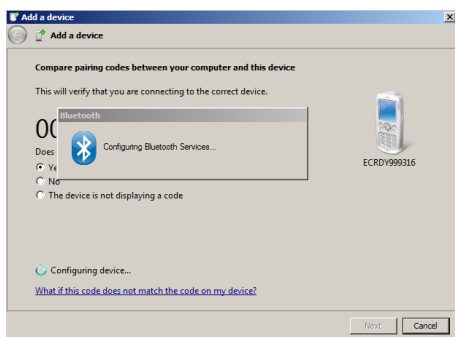 Add a device
Add a device
Compare pairing codes between your computer and this device
This will verify that you are connecting to the correct device.
Bluetooth
Configuring Bluetooth Services...
Does
ECRDY999316
No
The device is not displaying a code
Configuring device...
What if this code does not match the code on my device?
Next
Cancel